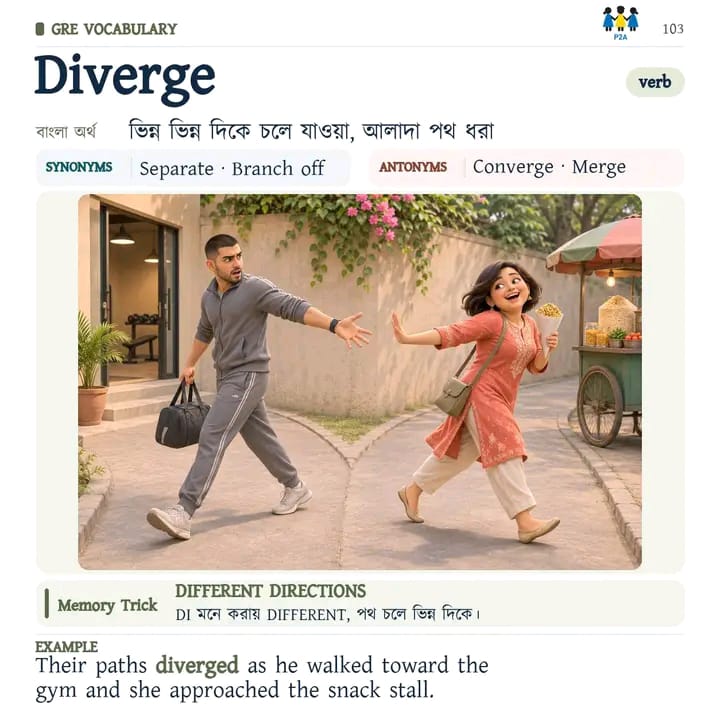 GRE VOCABULARY
P2A
103
Diverge
verb
বাংলা অর্থ ভিন্ন ভিন্ন দিকে চলে যাওয়া, আলাদা পথ ধরা
SYNONYMS Separate · Branch off
ANTONYMS Converge · Merge
Memory Trick
DIFFERENT DIRECTIONS
DI মনে করায় DIFFERENT, পথ চলে ভিন্ন দিকে।
EXAMPLE
Their paths diverged as he walked toward the
gym and she approached the snack stall.